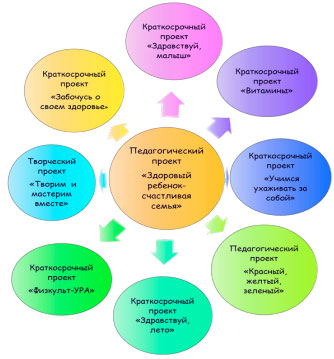 Краткосрочный
проект
«Здравствуй,
малыш»
Краткосрочный
проект
«Витамины»
Краткосрочный
проект
«Учимся
ухаживать за
собой»
Педагогический
проект
«Красный,
желтый,
зеленый»
Краткосрочный
проект
«Здравствуй,
лето»
Краткосрочный
проект
«Физкульт-УРА»
Творческий
проект
«Творим и
мастерим
вместе»
Краткосрочный
проект
«Забочусь о
своем здоровье»
Педагогический
проект
«Здоровый
ребенок-
счастливая
семья»